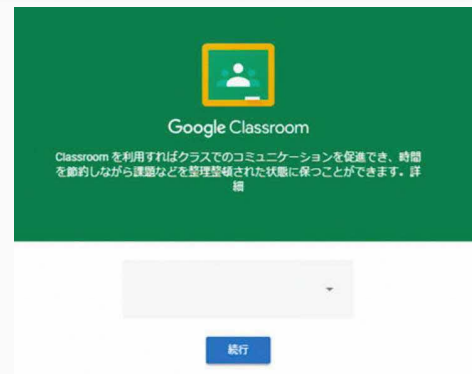 Google Classroom
Classroom を利用すればクラスでのコミュニケーションを促進でき、時間
を節約しながら課題などを整理整頓された状態に保つことができます。詳
細
続行